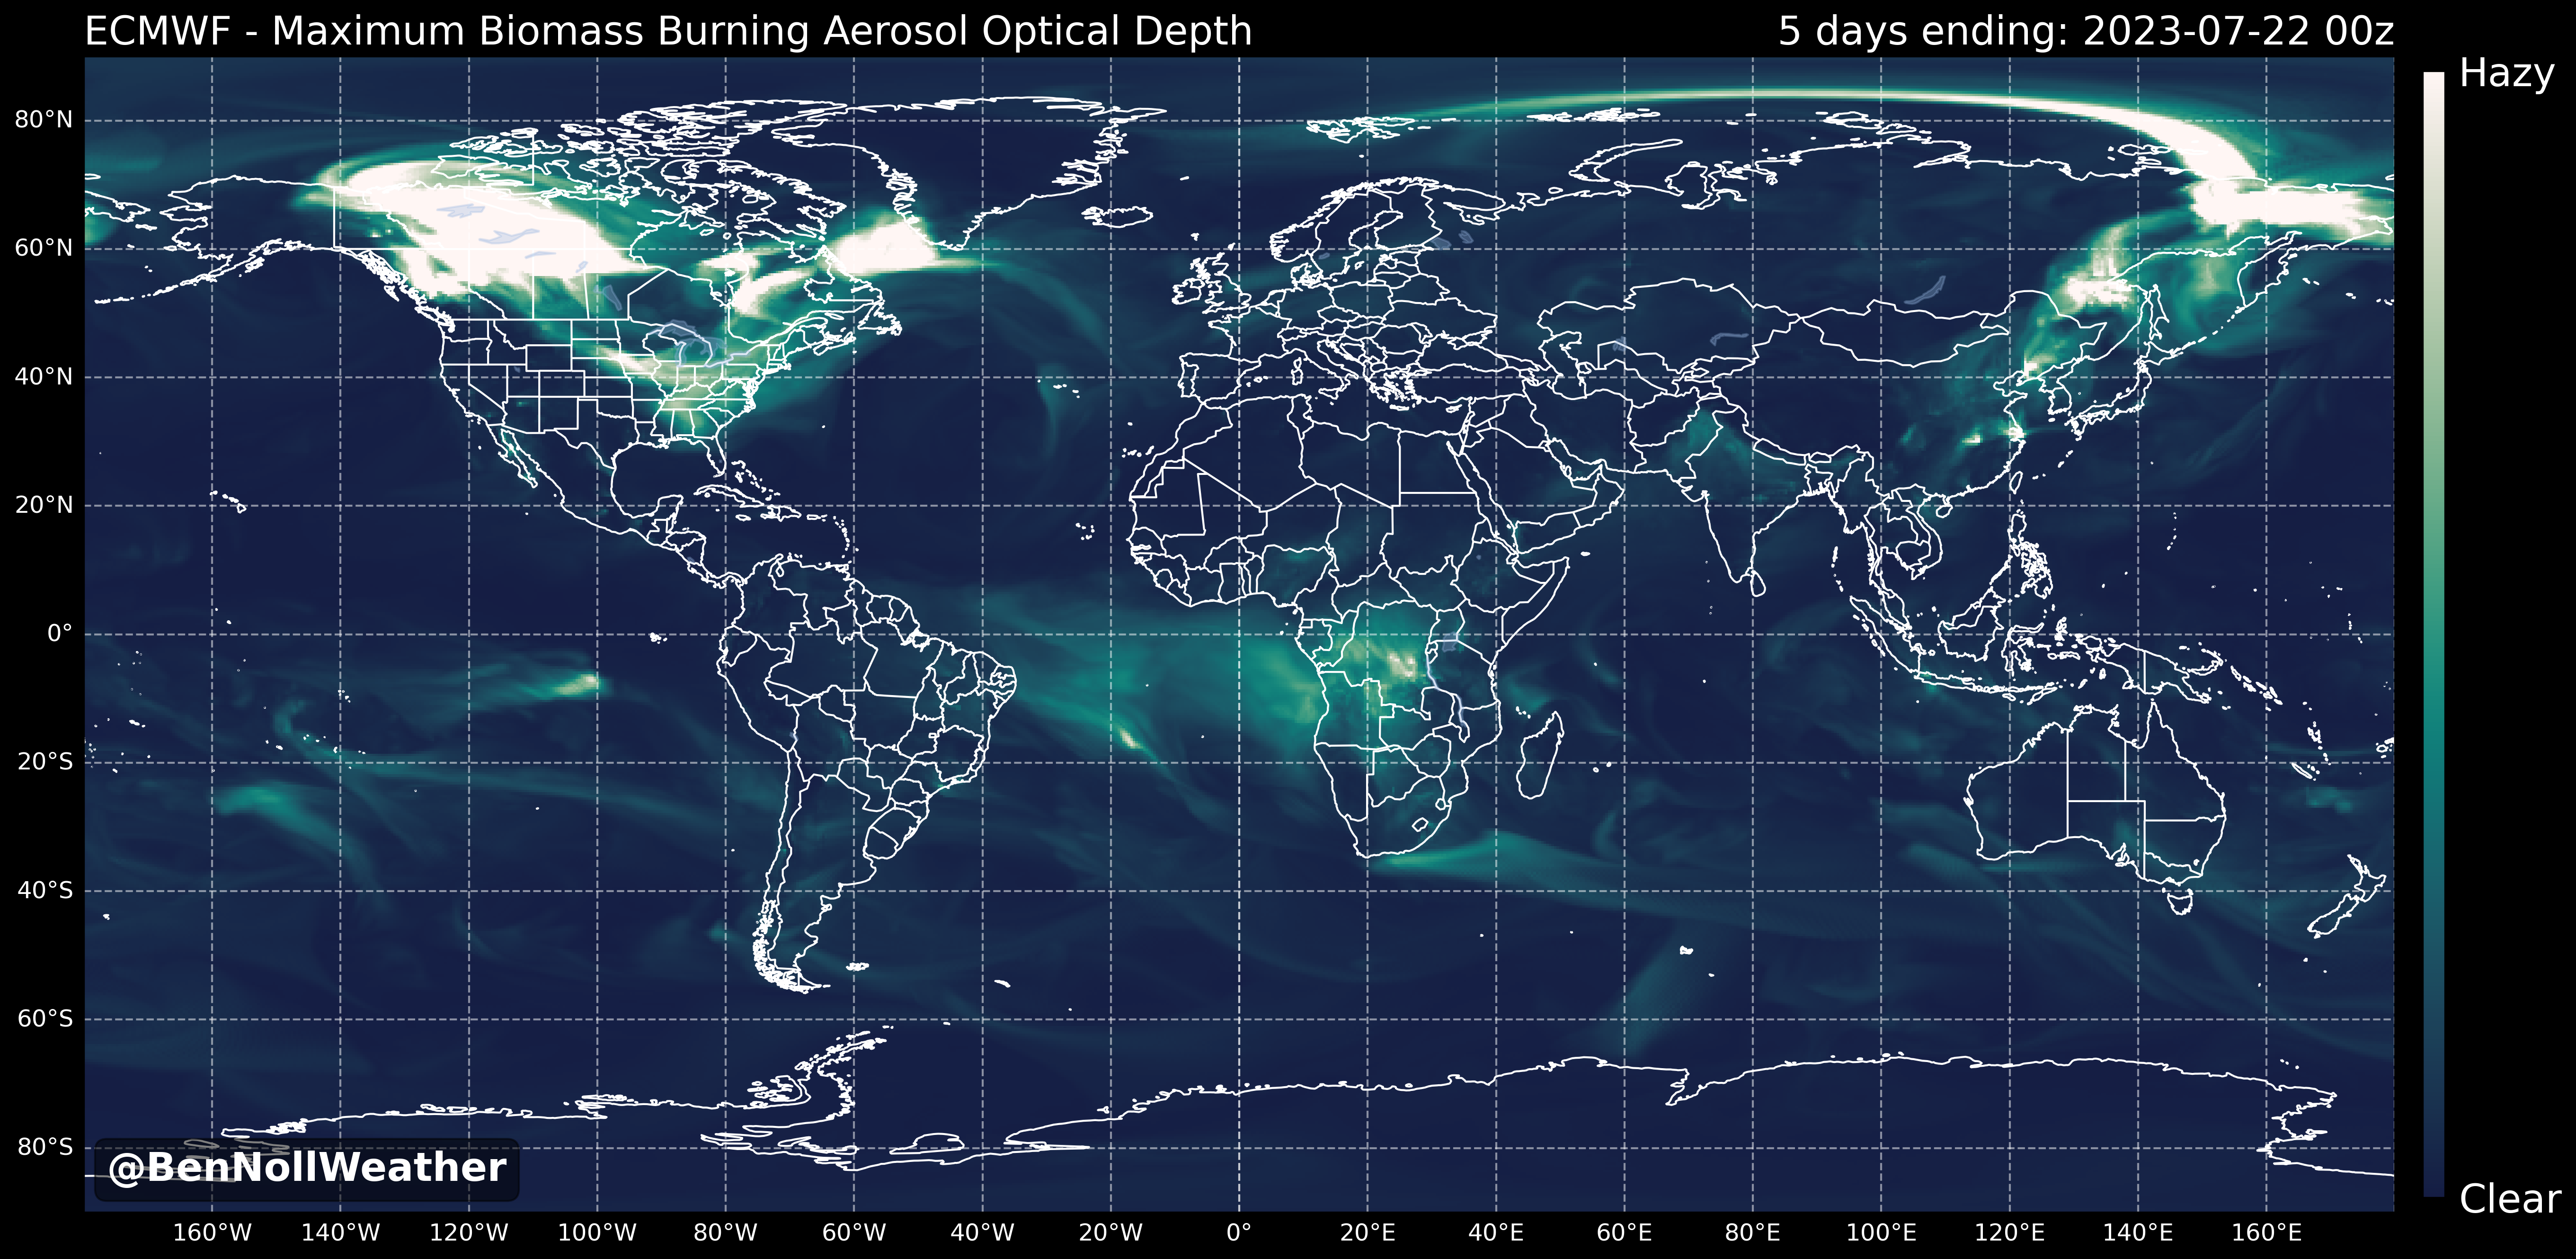 ECMWF - Maximum Biomass Burning Aerosol Optical Depth
5 days ending: 2023-07-22 00z
Hazy
80°N
60°N
40°N
20°N
0°
20°S
40°S
60°S
80°S
@BenNollWeather
Clear
160°W 140°W 120°W 100°W 80°W 60°W 40°W 20°W 0° 20°E 40°E 60°E 80°E 100°E 120°E 140°E 160°E